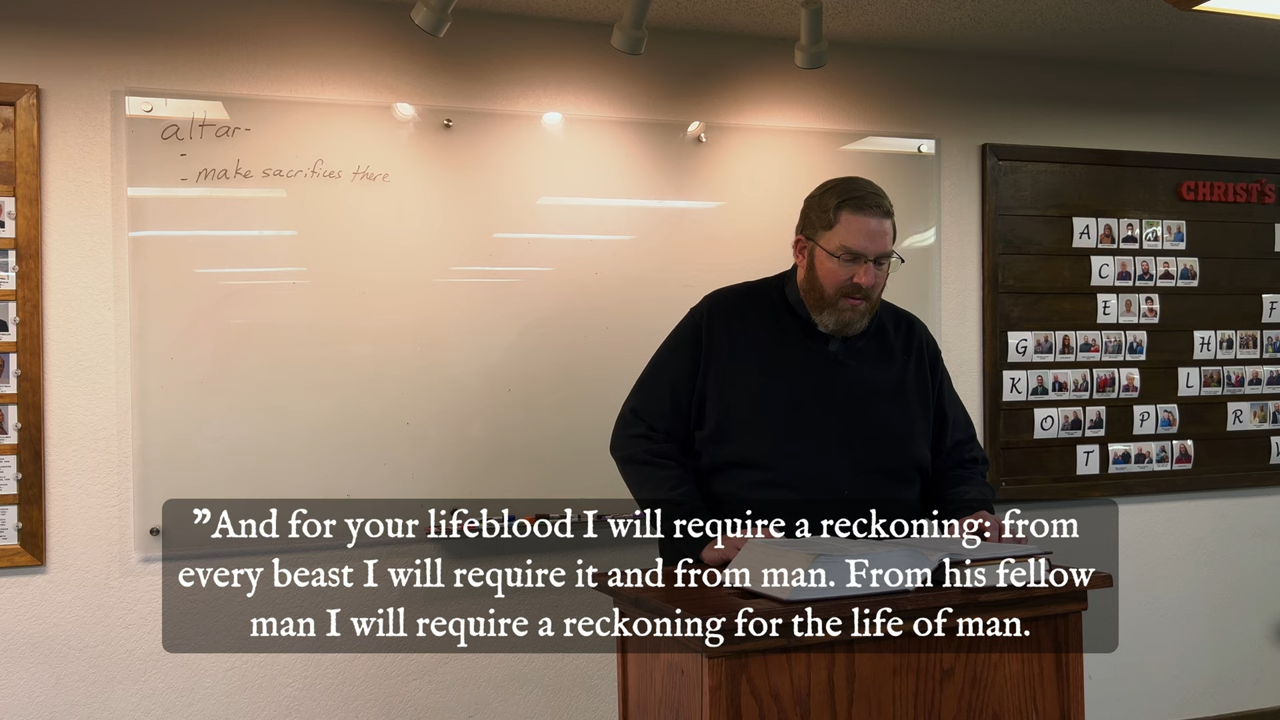 altar-
-
- make sacrifices there
CHRIST'S
A
C
E
F
G
H
K
L
O
P
R
T
”And for your lifeblood I will require a reckoning: from
every beast I will require it and from man. From his fellow
man I will require a reckoning for the life of man.